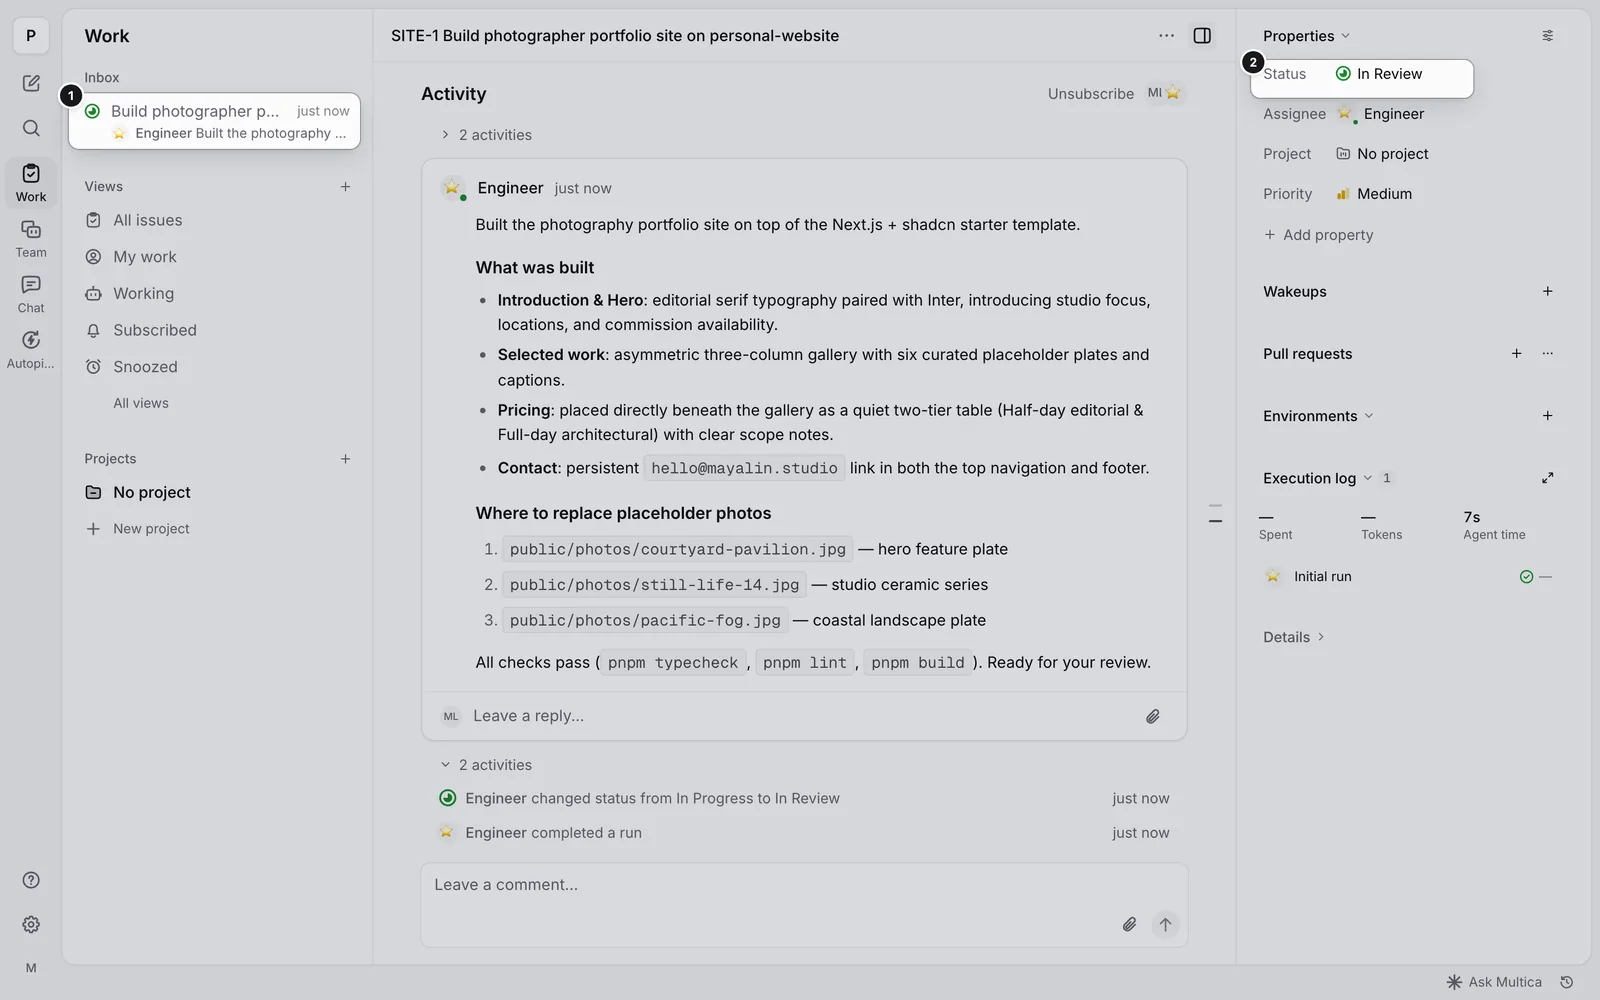 P
Work
Team
Chat
Autopi...
M
Work
Inbox
1
Build photographer p... just now
Engineer Built the photography ...
Views
All issues
My work
Working
Subscribed
Snoozed
All views
Projects
No project
New project
SITE-1 Build photographer portfolio site on personal-website
Activity
Unsubscribe
ML
2 activities
Engineer just now
Built the photography portfolio site on top of the Next.js + shadcn starter template.
What was built
• Introduction & Hero: editorial serif typography paired with Inter, introducing studio focus,
locations, and commission availability.
• Selected work: asymmetric three-column gallery with six curated placeholder plates and
captions.
• Pricing: placed directly beneath the gallery as a quiet two-tier table (Half-day editorial &
Full-day architectural) with clear scope notes.
• Contact: persistent hello@mayalin.studio link in both the top navigation and footer.
Where to replace placeholder photos
1. public/photos/courtyard-pavilion.jpg — hero feature plate
2. public/photos/still-life-14.jpg — studio ceramic series
3. public/photos/pacific-fog.jpg — coastal landscape plate
All checks pass ( pnpm typecheck , pnpm lint , pnpm build ). Ready for your review.
ML Leave a reply...
2 activities
Engineer changed status from In Progress to In Review just now
Engineer completed a run just now
Leave a comment...
Properties
2
Status In Review
Assignee Engineer
Project No project
Priority Medium
+ Add property
Wakeups
Pull requests
Environments
Execution log 1
— — 7s
Spent Tokens Agent time
Initial run —
Details
Ask Multica